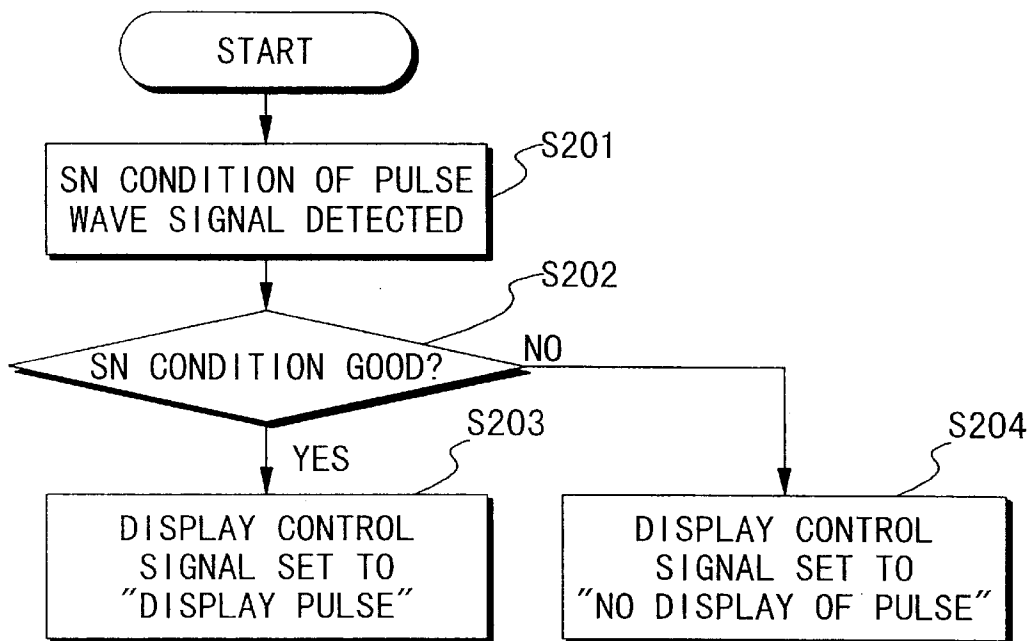 START
S201
SN CONDITION OF PULSE
WAVE SIGNAL DETECTED
S202
SN CONDITION GOOD?
NO
YES
S203
S204
DISPLAY CONTROL
SIGNAL SET TO
"DISPLAY PULSE"
DISPLAY CONTROL
SIGNAL SET TO
"NO DISPLAY OF PULSE"